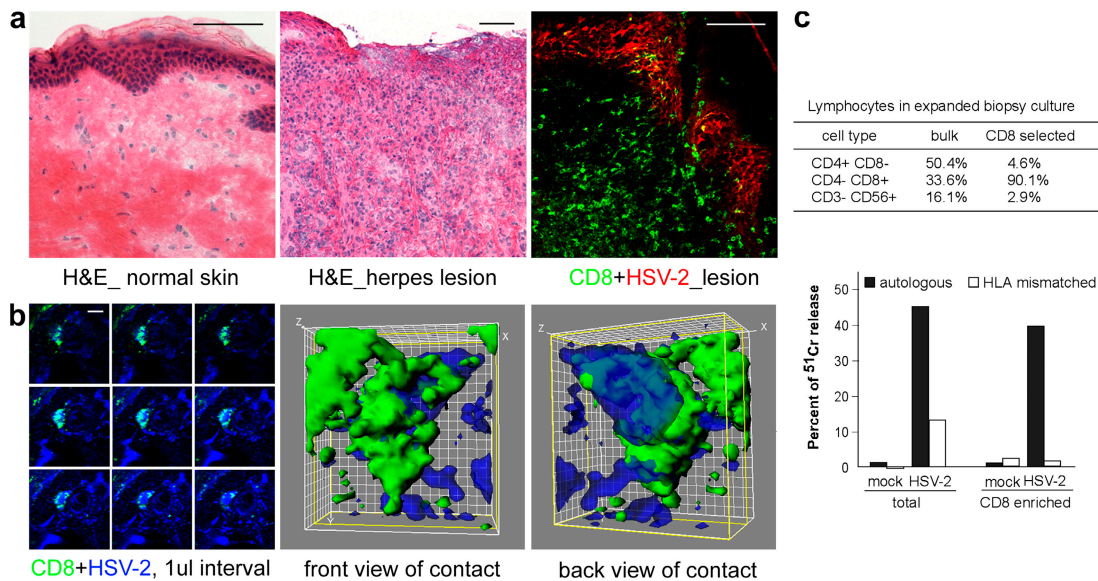 a
H&E_ normal skin
H&E_herpes lesion
CD8+HSV-2_lesion
b
CD8+HSV-2, 1ul interval
Z
X
Y
front view of contact
Z
X
back view of contact
c
Lymphocytes in expanded biopsy culture
cell type bulk CD8 selected
CD4+ CD8- 50.4% 4.6%
CD4- CD8+ 33.6% 90.1%
CD3- CD56+ 16.1% 2.9%
autologous HLA mismatched
Percent of 51Cr release
50
40
30
20
10
0
mock HSV-2 mock HSV-2
total CD8 enriched